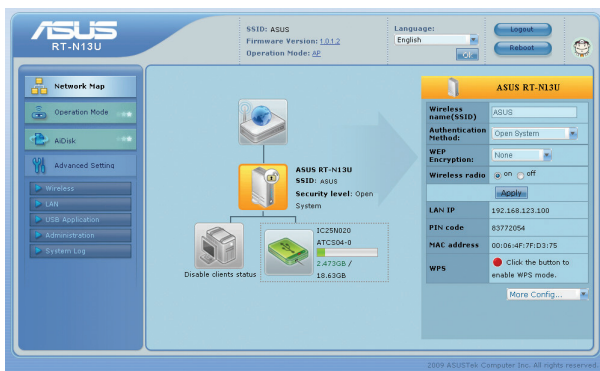 ASUS
RT-N13U
SSID: ASUS
Firmware Version: 1.0.1.2
Operation Mode: AP
Language:
English
Logout
Reboot
Network Map
Operation Mode
AiDisk
Advanced Setting
Wireless
LAN
USB Application
Administration
System Log
ASUS RT-N13U
SSID: ASUS
Security level: Open
System
Disable clients status
IC25N020
ATCS04-0
2.473GB /
18.63GB
ASUS RT-N13U
Wireless name(SSID) ASUS
Authentication Method: Open System
WEP Encryption: None
Wireless radio on off
Apply
LAN IP 192.168.123.100
PIN code 83772054
MAC address 00:06:4F:7F:D3:75
WPS Click the button to enable WPS mode.
More Config...
2009 ASUSTek Computer Inc. All rights reserved.